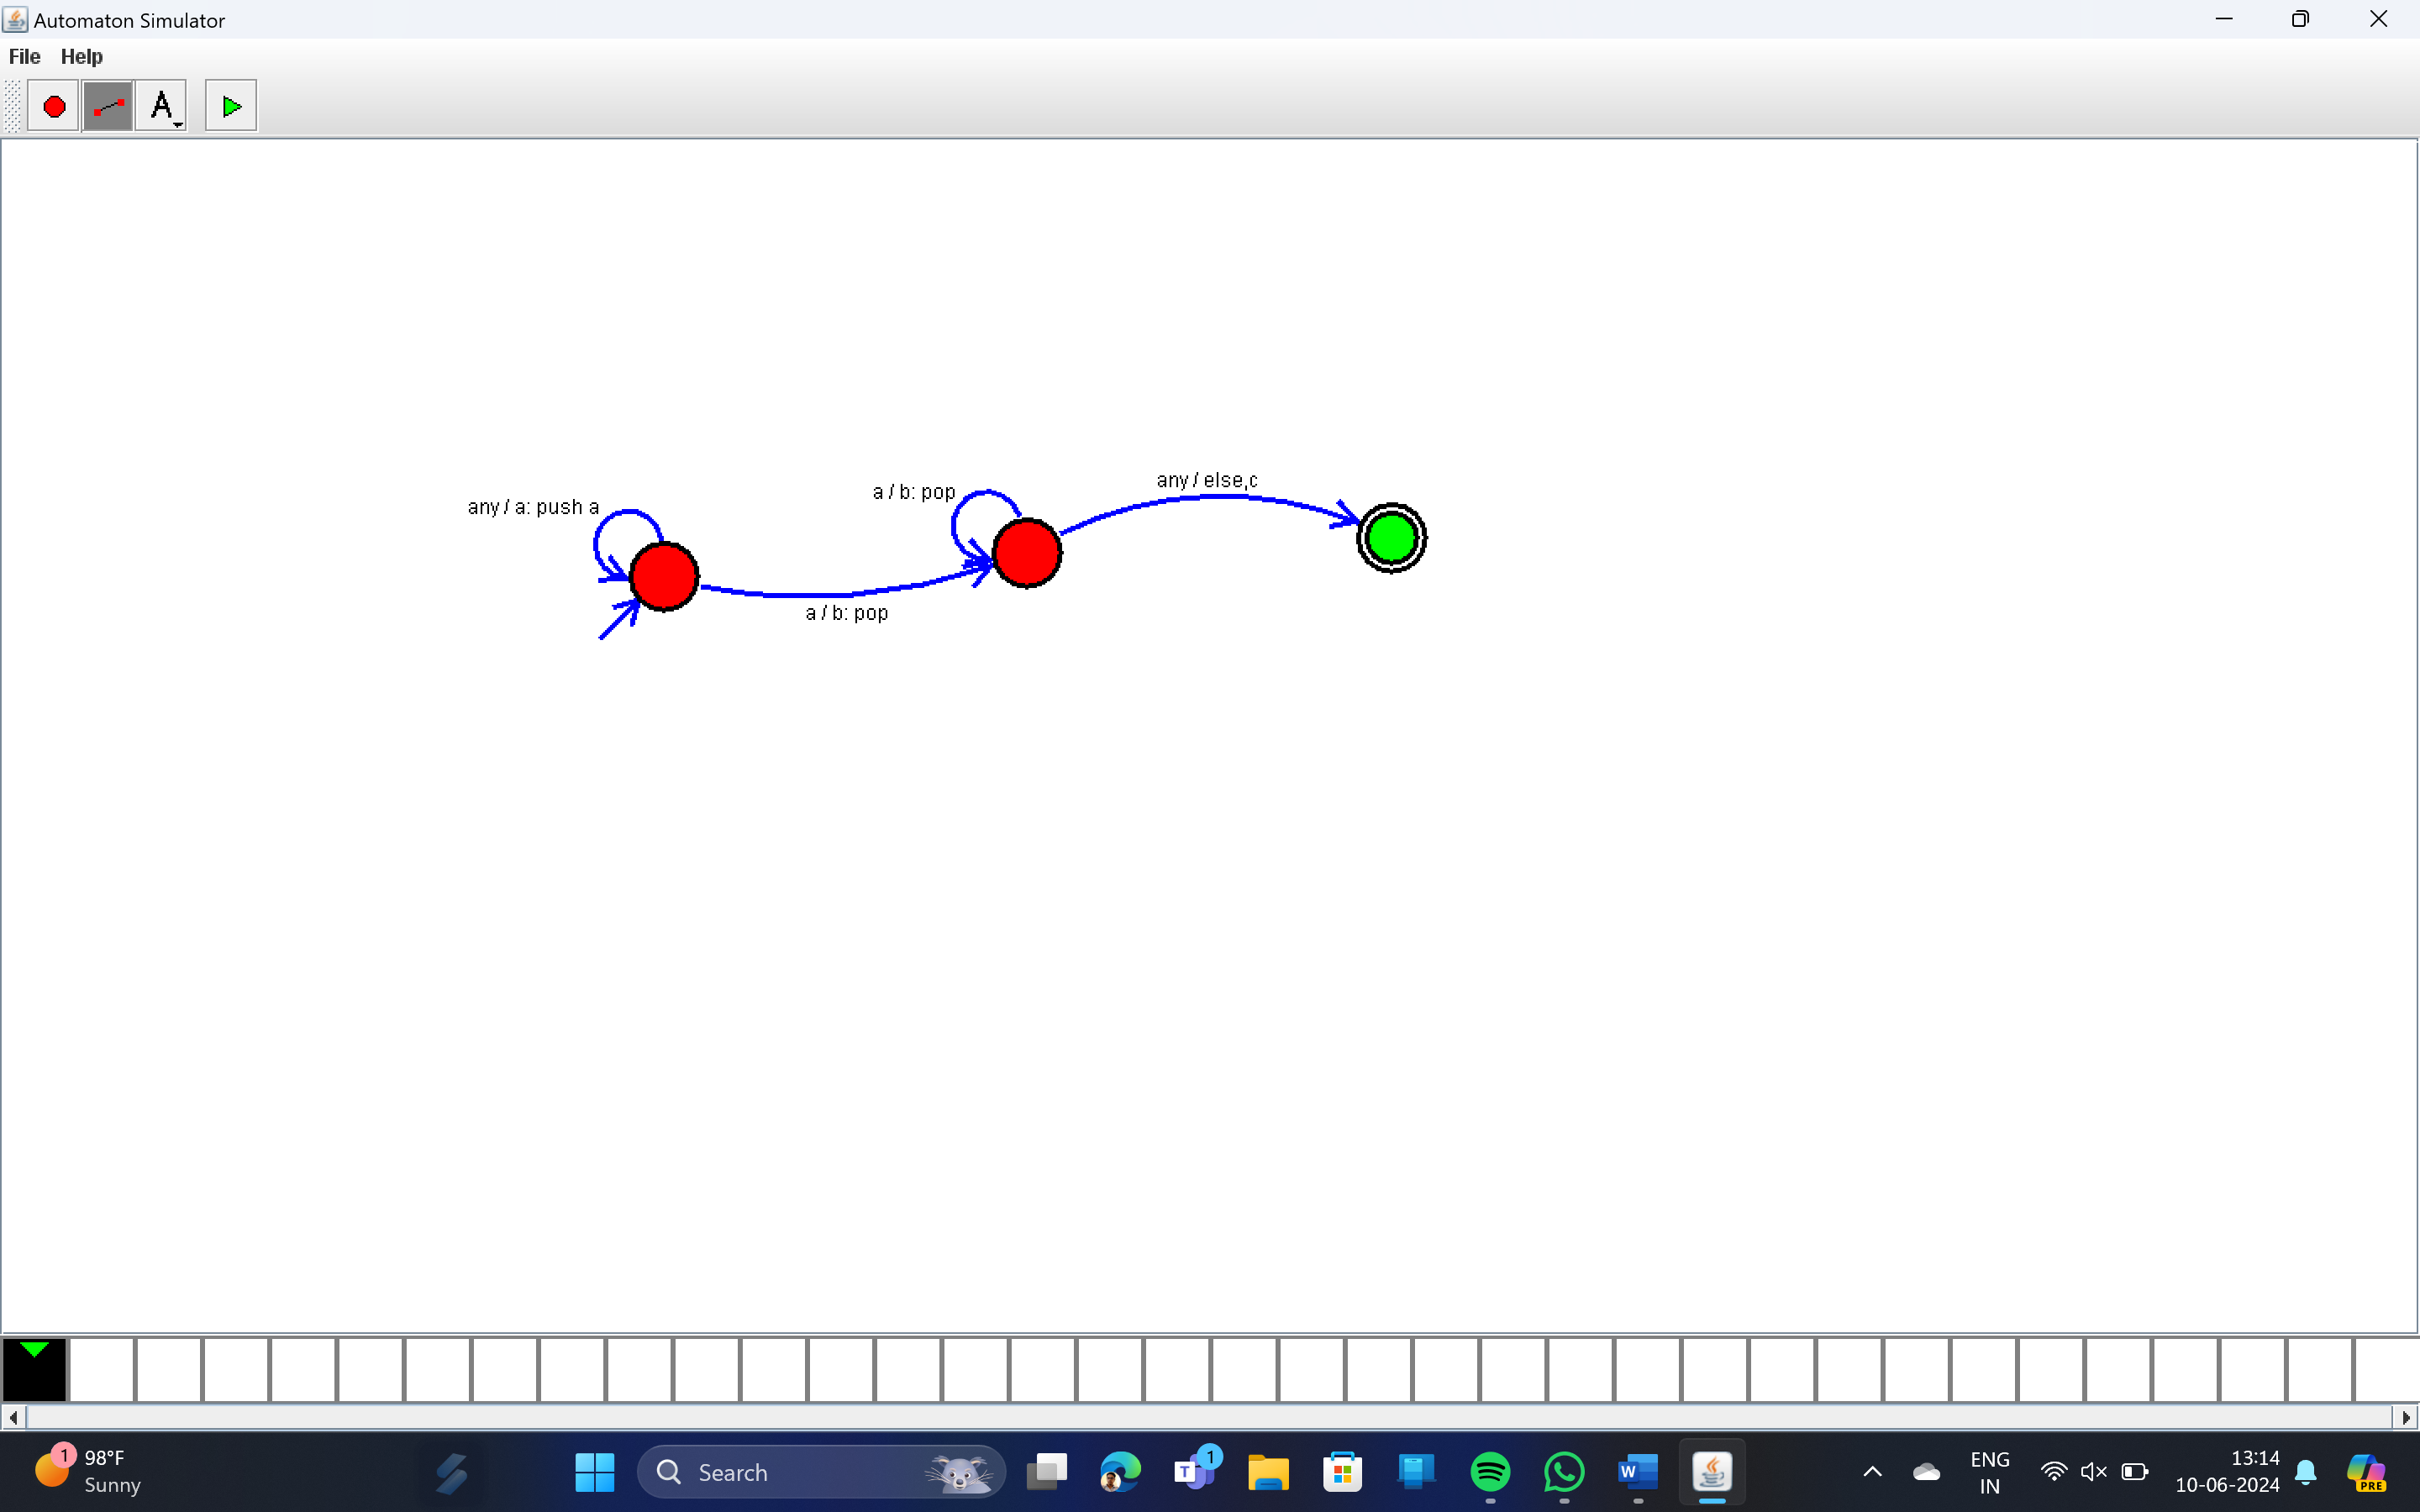 Automaton Simulator
File Help
A
any / else,c
a / b: pop
any / a: push a
a / b: pop
1
98°F
Sunny
Search
T
1
W
ENG
IN
13:14
10-06-2024
PRE